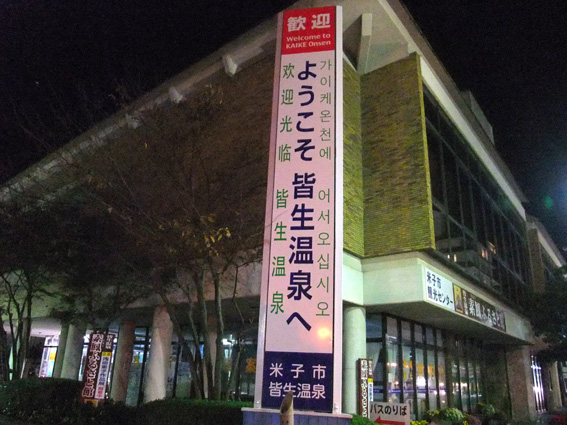 歓迎
Welcome to
KAIKE Onsen
가이케온천에 어서오십시오
ようこそ 皆生温泉へ
欢迎光临 皆生温泉
米子市
皆生温泉
米子市
観光センター
バスのりば